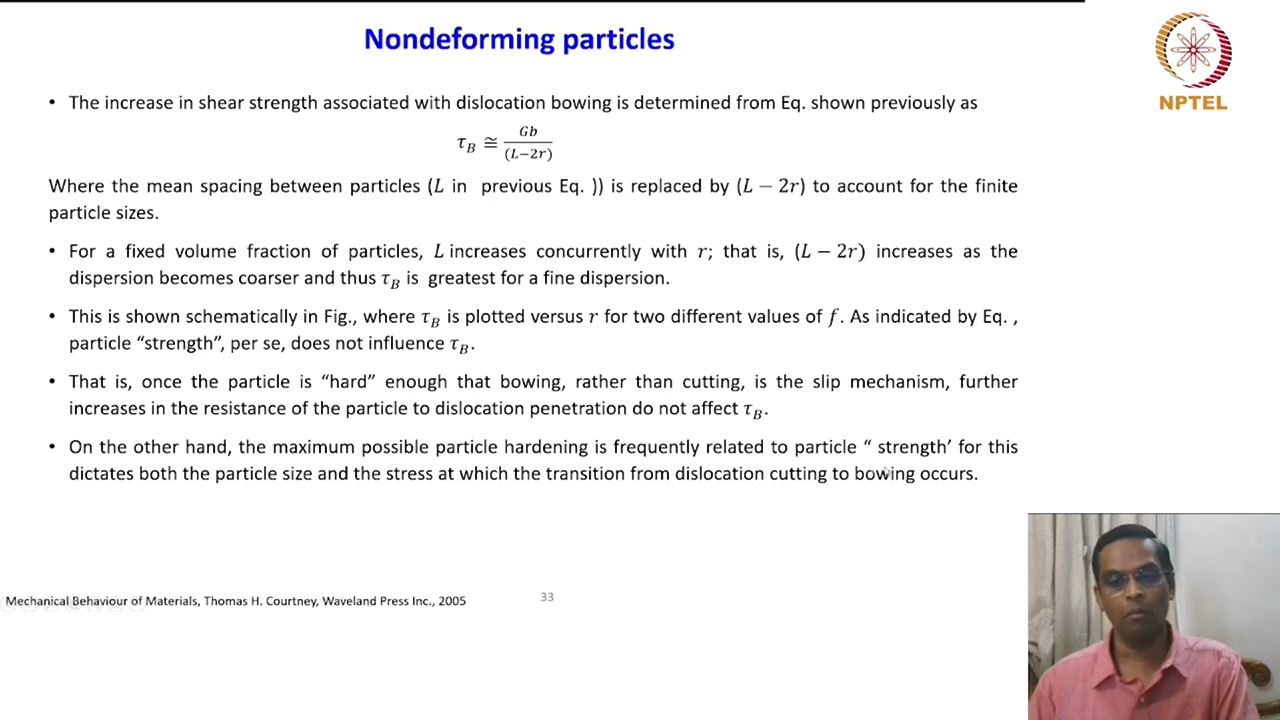 Nondeforming particles
NPTEL
• The increase in shear strength associated with dislocation bowing is determined from Eq. shown previously as
τ_B ≅ Gb/(L−2r)
Where the mean spacing between particles (L in previous Eq. )) is replaced by (L − 2r) to account for the finite
particle sizes.
• For a fixed volume fraction of particles, L increases concurrently with r; that is, (L − 2r) increases as the
dispersion becomes coarser and thus τ_B is greatest for a fine dispersion.
• This is shown schematically in Fig., where τ_B is plotted versus r for two different values of f. As indicated by Eq. ,
particle “strength”, per se, does not influence τ_B.
• That is, once the particle is “hard” enough that bowing, rather than cutting, is the slip mechanism, further
increases in the resistance of the particle to dislocation penetration do not affect τ_B.
• On the other hand, the maximum possible particle hardening is frequently related to particle “ strength’ for this
dictates both the particle size and the stress at which the transition from dislocation cutting to bowing occurs.
Mechanical Behaviour of Materials, Thomas H. Courtney, Waveland Press Inc., 2005
33